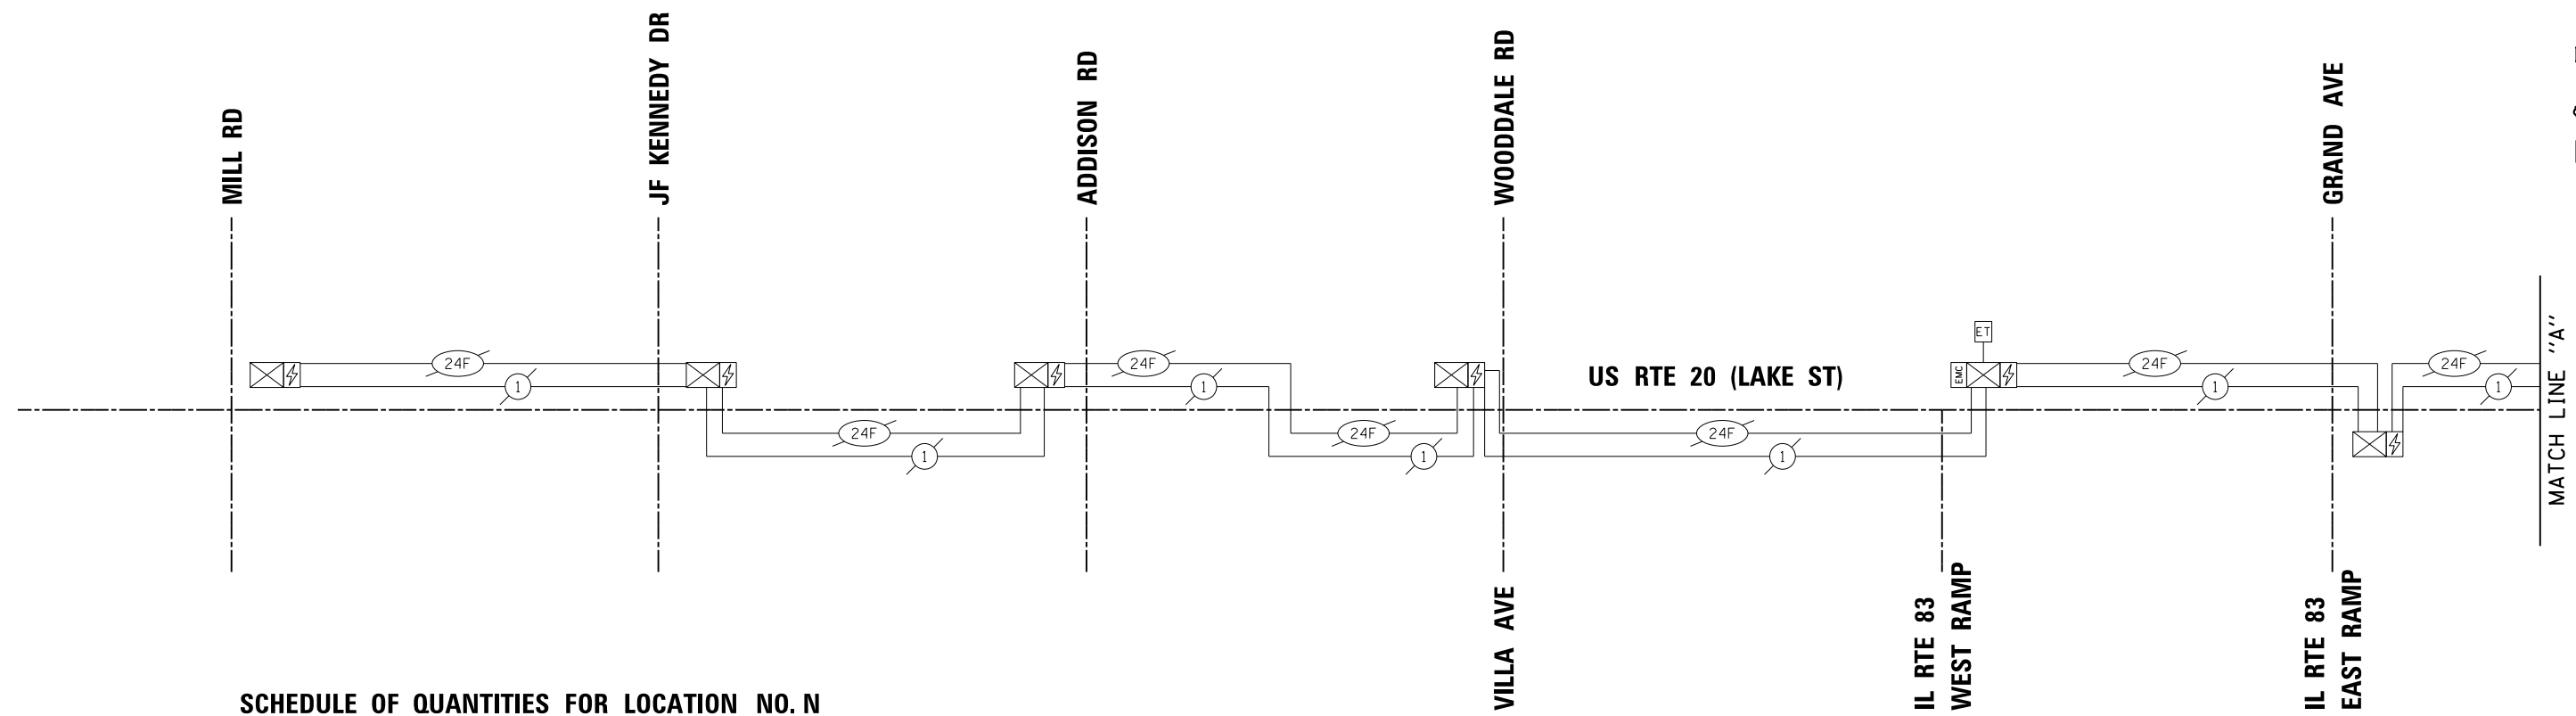 MILL RD
JF KENNEDY DR
ADDISON RD
WOODDALE RD
GRAND AVE
ET
24F
24F
EMC
24F
24F
1
1
US RTE 20 (LAKE ST)
1
1
MATCH LINE "A"
24F
24F
24F
1
1
1
VILLA AVE
IL RTE 83
WEST RAMP
IL RTE 83
EAST RAMP
SCHEDULE OF QUANTITIES FOR LOCATION NO. N